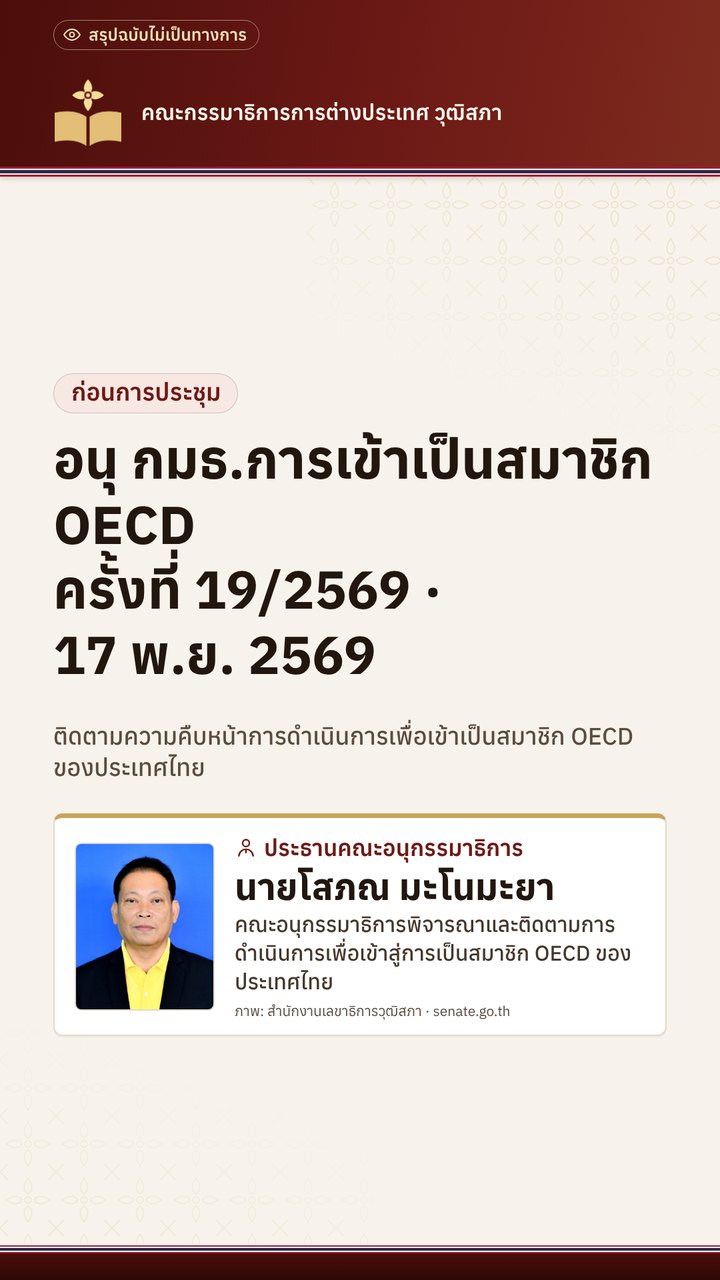 สรุปฉบับไม่เป็นทางการ
คณะกรรมาธิการการต่างประเทศ วุฒิสภา
ก่อนการประชุม
อนุ กมธ.การเข้าเป็นสมาชิก
OECD
ครั้งที่ 19/2569 ·
17 พ.ย. 2569
ติดตามความคืบหน้าการดำเนินการเพื่อเข้าเป็นสมาชิก OECD
ของประเทศไทย
ประธานคณะอนุกรรมาธิการ
นายโสภณ มะโนมะยา
คณะอนุกรรมาธิการพิจารณาและติดตามการ
ดำเนินการเพื่อเข้าสู่การเป็นสมาชิก OECD ของ
ประเทศไทย
ภาพ: สำนักงานเลขาธิการวุฒิสภา · senate.go.th